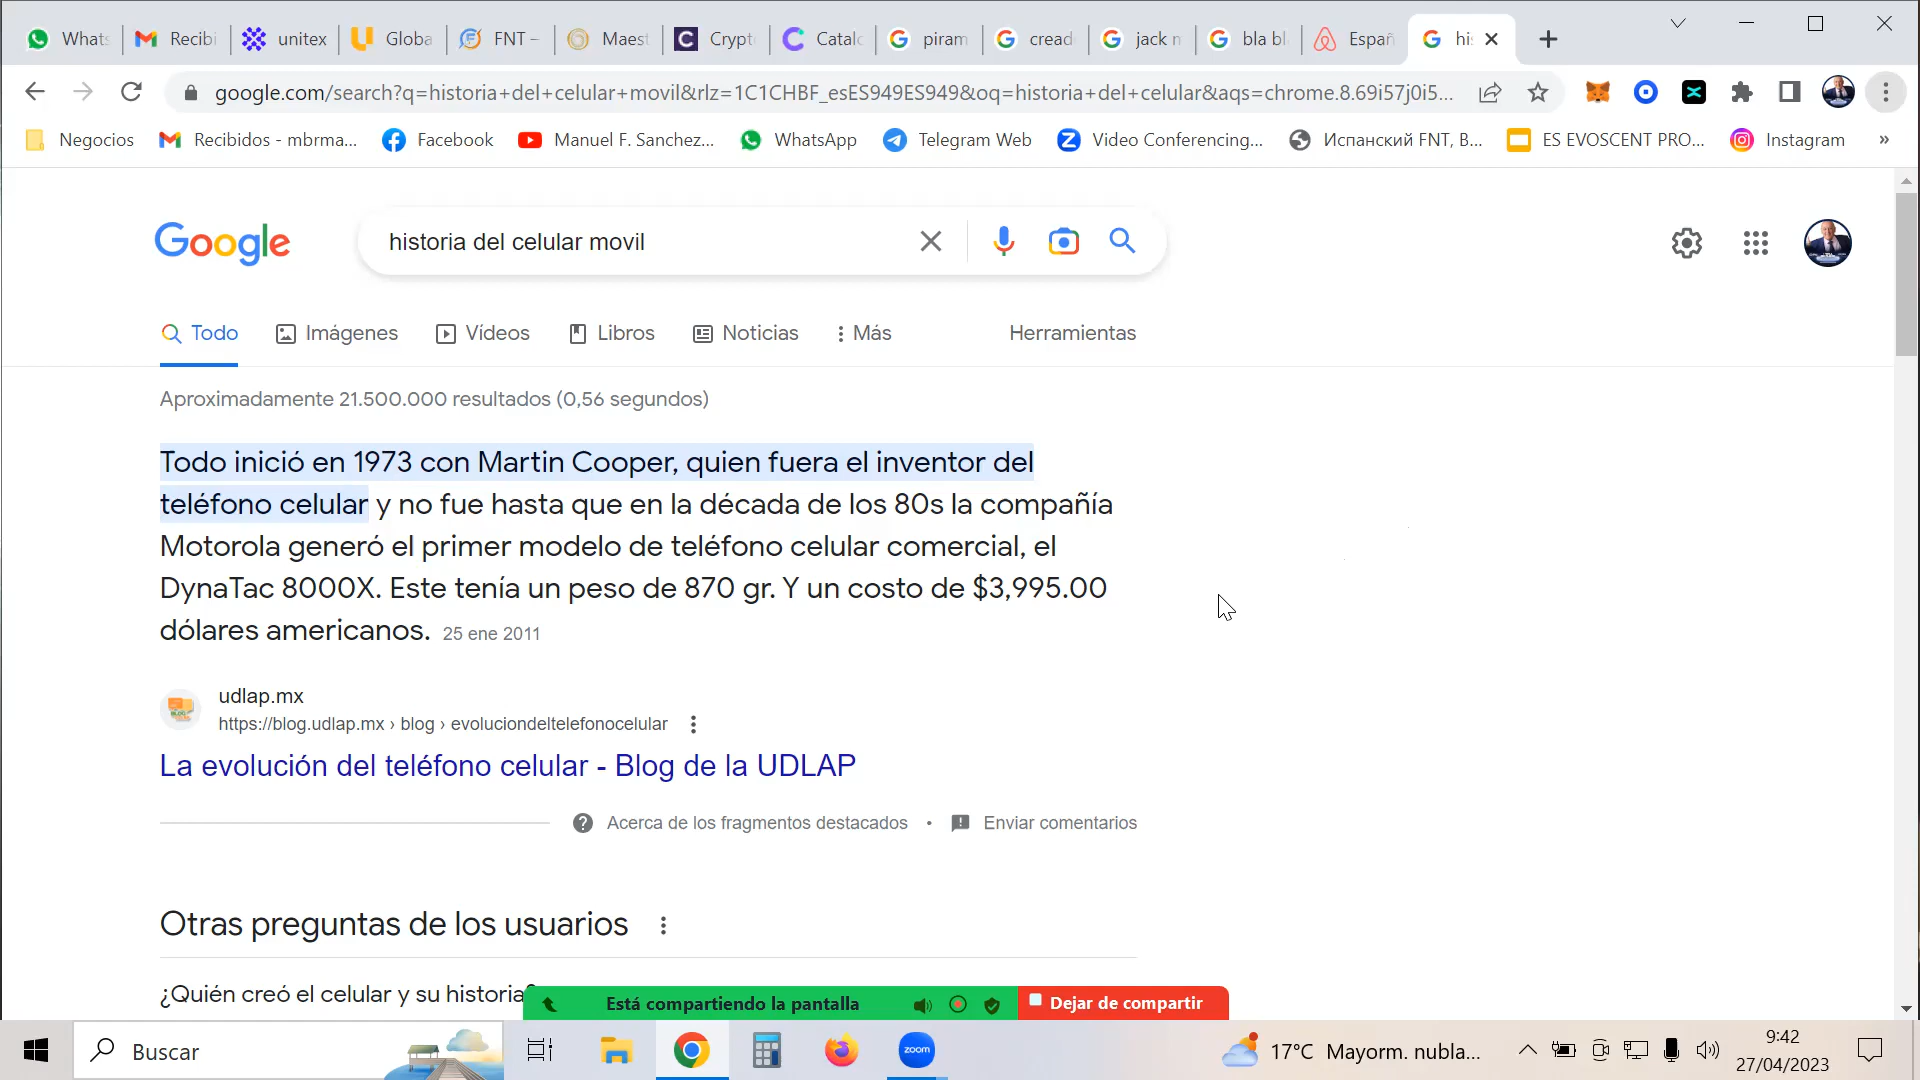 Whats
Recibi
unitex
Globa
FNT –
Maest
Crypt
Catalo
piram
cread
jack m
bla bl
Españ
his
google.com/search?q=historia+del+celular+movil&rlz=1C1CHBF_esES949ES949&oq=historia+del+celular&aqs=chrome.8.69i57j0i5...
Negocios
Recibidos - mbrma...
Facebook
Manuel F. Sanchez...
WhatsApp
Telegram Web
Video Conferencing...
Испанский FNT, B...
ES EVOSCENT PRO...
Instagram
»
Google
historia del celular movil
Todo
Imágenes
Vídeos
Libros
Noticias
Más
Herramientas
Aproximadamente 21.500.000 resultados (0,56 segundos)
Todo inició en 1973 con Martin Cooper, quien fuera el inventor del
teléfono celular y no fue hasta que en la década de los 80s la compañía
Motorola generó el primer modelo de teléfono celular comercial, el
DynaTac 8000X. Este tenía un peso de 870 gr. Y un costo de $3,995.00
dólares americanos. 25 ene 2011
udlap.mx
https://blog.udlap.mx › blog › evoluciondeltelefonocelular
La evolución del teléfono celular - Blog de la UDLAP
Acerca de los fragmentos destacados • Enviar comentarios
Otras preguntas de los usuarios
¿Quién creó el celular y su historia?
Está compartiendo la pantalla
Dejar de compartir
Buscar
zoom
17°C Mayorm. nubla...
9:42
27/04/2023